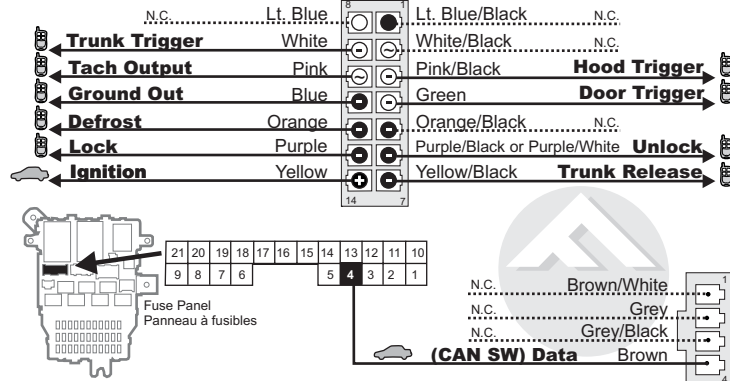 8 1
N.C. Lt. Blue Lt. Blue/Black N.C.
Trunk Trigger White White/Black N.C.
Tach Output Pink Pink/Black Hood Trigger
Ground Out Blue Green Door Trigger
Defrost Orange Orange/Black N.C.
Lock Purple Purple/Black or Purple/White Unlock
Ignition Yellow Yellow/Black Trunk Release
14 7
21 20 19 18 17 16 15 14 13 12 11 10
9 8 7 6 5 4 3 2 1
Fuse Panel
Panneau à fusibles
1
N.C. Brown/White
N.C. Grey
N.C. Grey/Black
(CAN SW) Data Brown
4